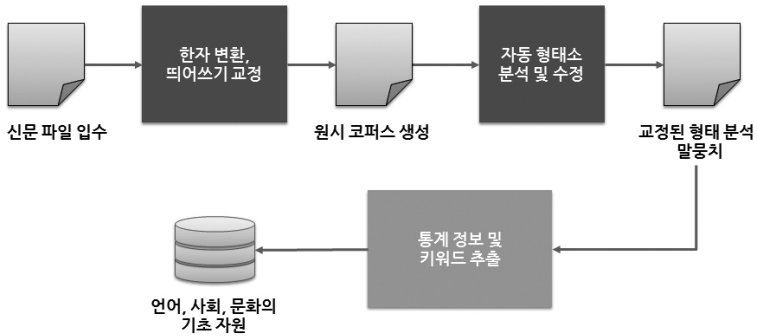 한자 변환,
띄어쓰기 교정
자동 형태소
분석 및 수정
신문 파일 입수
원시 코퍼스 생성
교정된 형태 분석
말뭉치
통계 정보 및
키워드 추출
언어, 사회, 문화의
기초 자원